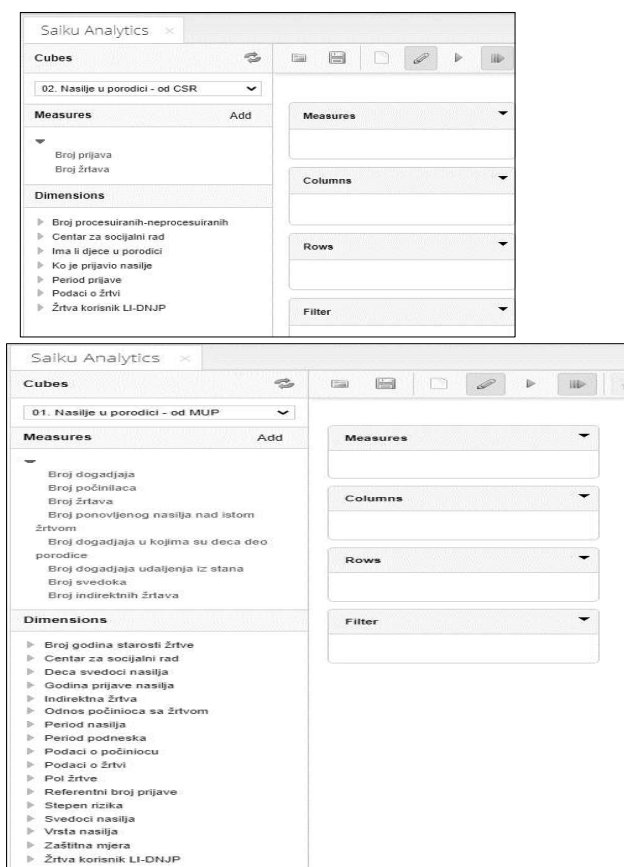 Saiku Analytics ×
Cubes
02. Nasilje u porodici - od CSR
Measures Add
Broj prijava
Broj žrtava
Dimensions
Broj procesuiranih-neprocesuiranih
Centar za socijalni rad
Ima li djece u porodici
Ko je prijavio nasilje
Period prijave
Podaci o žrtvi
Žrtva korisnik LI-DNJP
Measures
Columns
Rows
Filter
Saiku Analytics ×
Cubes
01. Nasilje u porodici - od MUP
Measures Add
Broj dogadjaja
Broj počinilaca
Broj žrtava
Broj ponovljenog nasilja nad istom
žrtvom
Broj dogadjaja u kojima su deca deo
porodice
Broj dogadjaja udaljenja iz stana
Broj svedoka
Broj indirektnih žrtava
Dimensions
Broj godina starosti žrtve
Centar za socijalni rad
Deca svedoci nasilja
Godina prijave nasilja
Indirektna žrtva
Odnos počinioca sa žrtvom
Period nasilja
Period podneska
Podaci o počiniocu
Podaci o žrtvi
Pol žrtve
Referentni broj prijave
Stepen rizika
Svedoci nasilja
Vrsta nasilja
Zaštitna mjera
Žrtva korisnik LI-DNJP
Measures
Columns
Rows
Filter